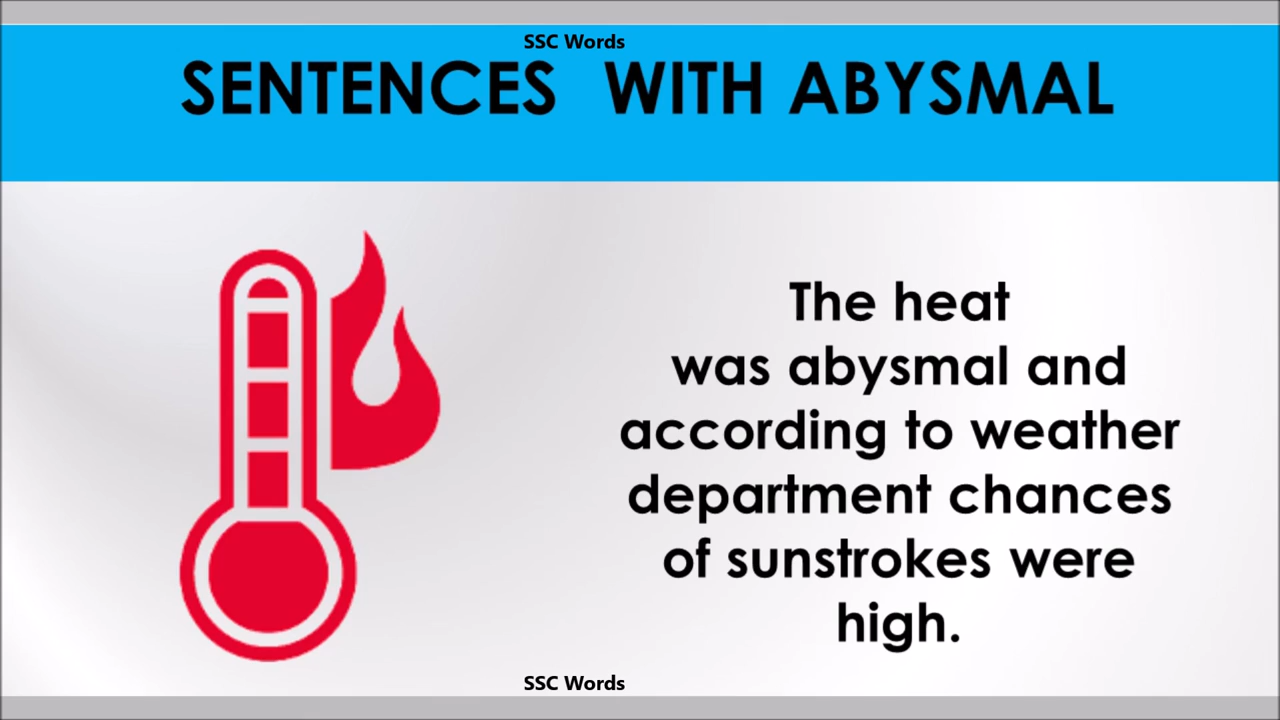 SSC Words
SENTENCES WITH ABYSMAL
The heat
was abysmal and
according to weather
department chances
of sunstrokes were
high.
SSC Words